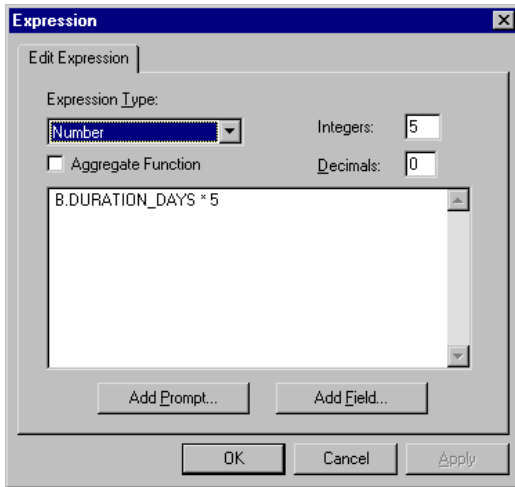 Expression
Edit Expression
Expression Type:
Number
Integers: 5
Aggregate Function
Decimals: 0
B.DURATION_DAYS * 5
Add Prompt...
Add Field...
OK
Cancel
Apply